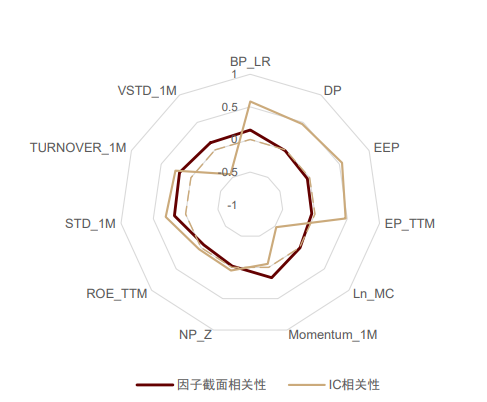 BP_LR
1
VSTD_1M
DP
0.5
TURNOVER_1M
0
EEP
-0.5
STD_1M
-1
EP_TTM
ROE_TTM
Ln_MC
NP_Z
Momentum_1M
因子截面相关性
IC相关性